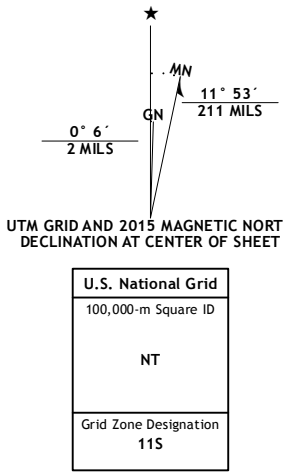 ★
MN
11° 53´
211 MILS
GN
0° 6´
2 MILS
UTM GRID AND 2015 MAGNETIC NORT
DECLINATION AT CENTER OF SHEET
U.S. National Grid
100,000-m Square ID
NT
Grid Zone Designation
11S